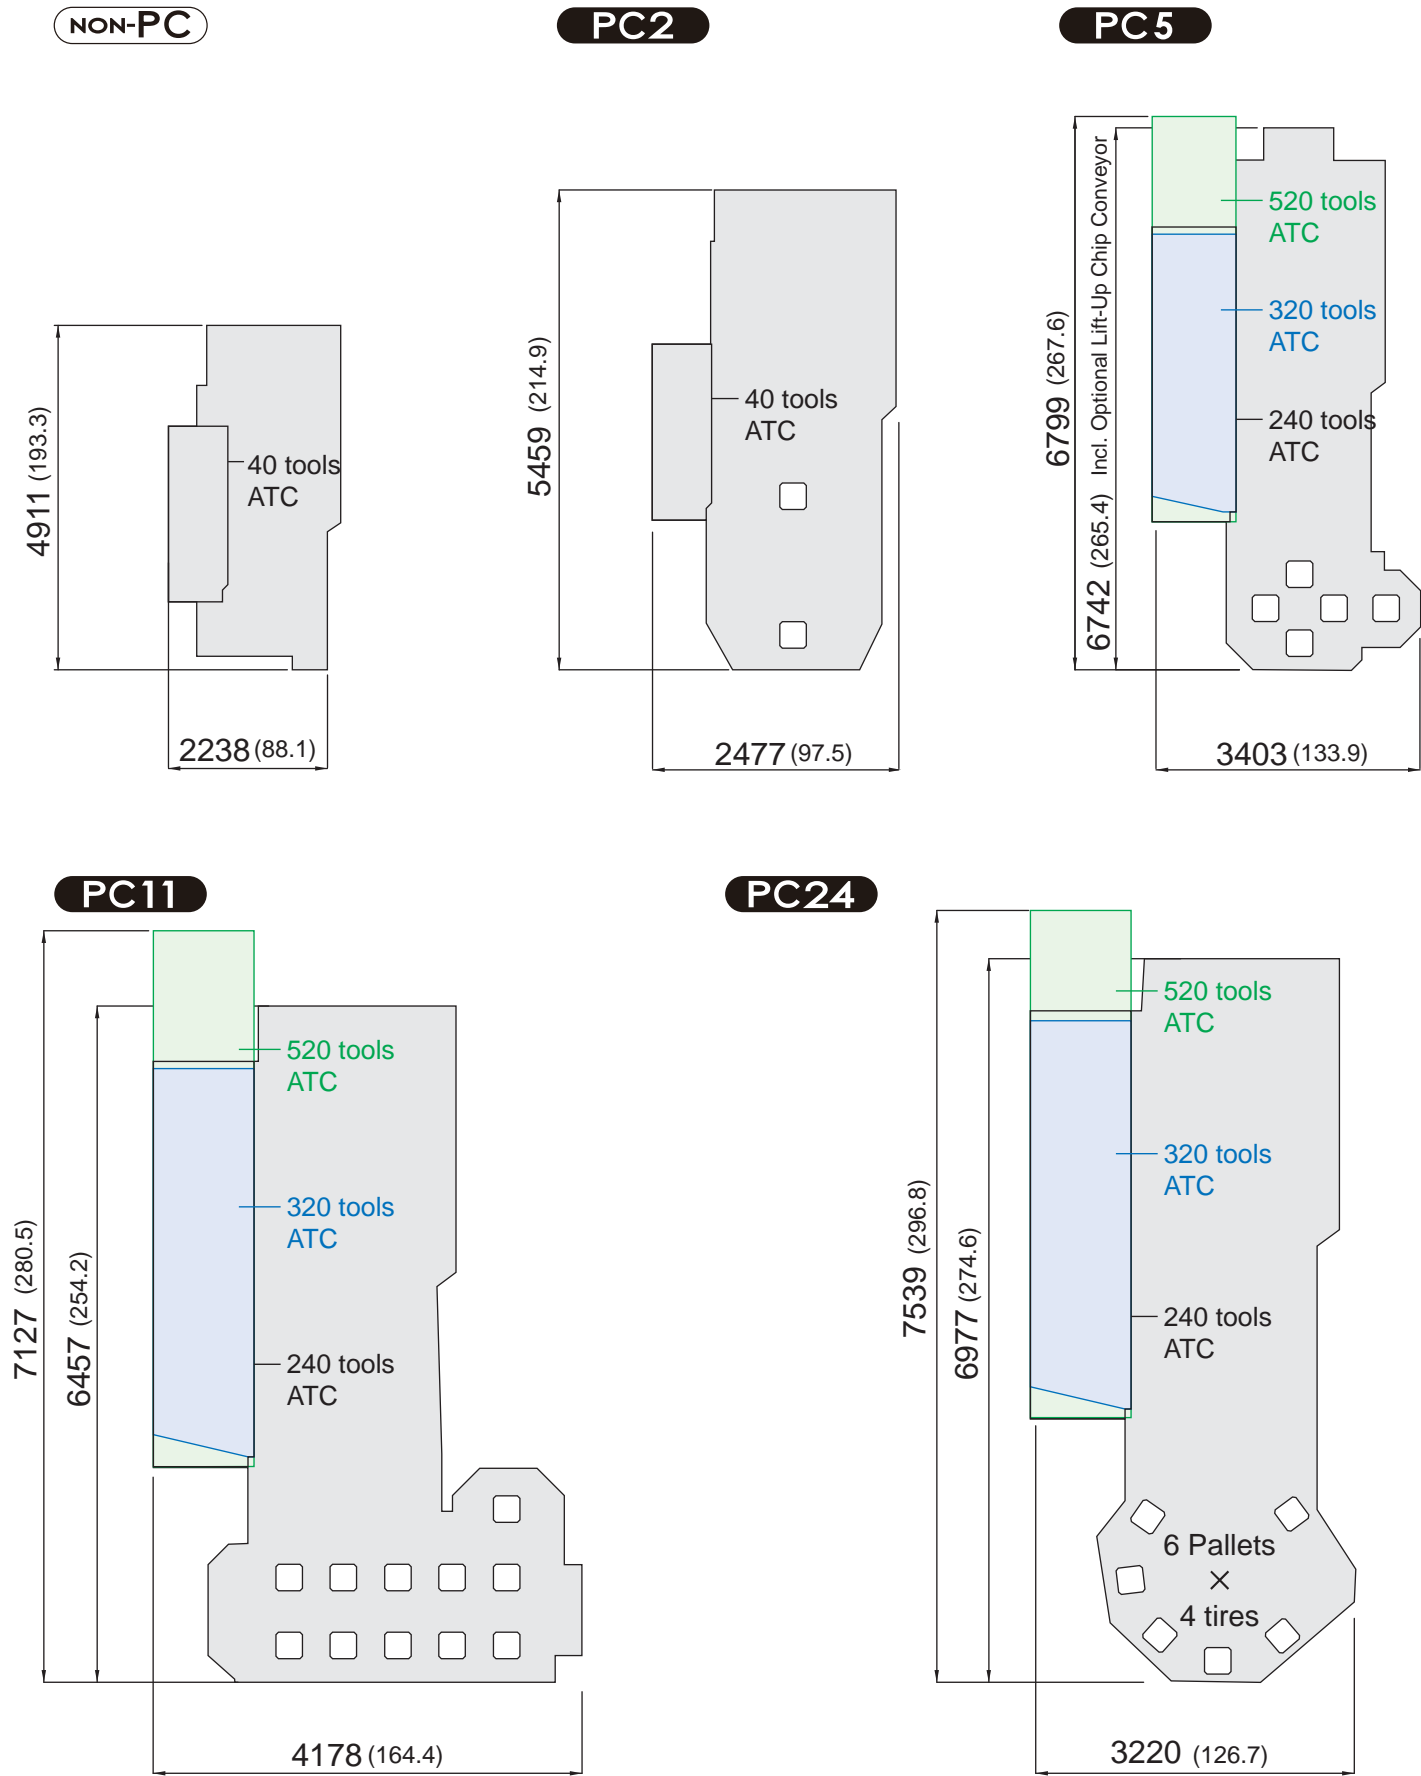 NON-PC
PC2
PC5
4911 (193.3)
40 tools
ATC
2238 (88.1)
5459 (214.9)
40 tools
ATC
2477 (97.5)
6799 (267.6)
6742 (265.4) Incl. Optional Lift-Up Chip Conveyor
520 tools
ATC
320 tools
ATC
240 tools
ATC
3403 (133.9)
PC11
PC24
7127 (280.5)
6457 (254.2)
520 tools
ATC
320 tools
ATC
240 tools
ATC
4178 (164.4)
7539 (296.8)
6977 (274.6)
520 tools
ATC
320 tools
ATC
240 tools
ATC
6 Pallets
×
4 tires
3220 (126.7)